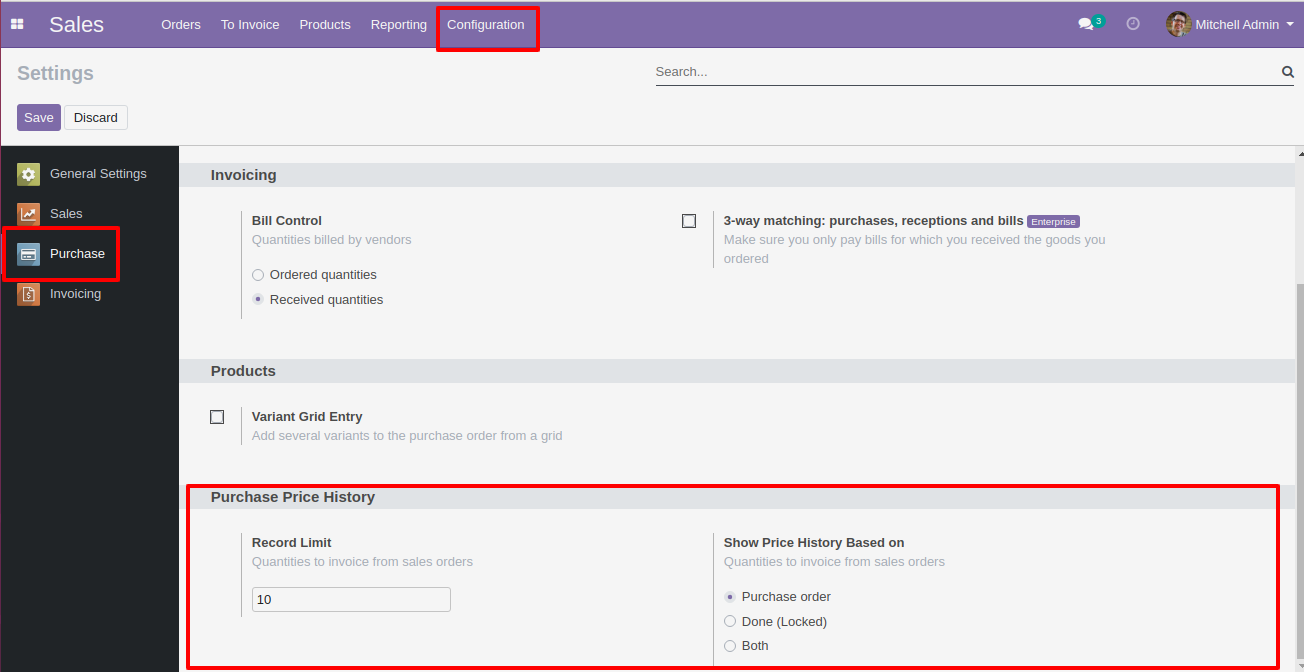 Sales Orders To Invoice Products Reporting Configuration 3 Mitchell Admin
Settings Search...
Save Discard
General Settings
Sales
Purchase
Invoicing
Invoicing
Bill Control
Quantities billed by vendors
Ordered quantities
Received quantities
3-way matching: purchases, receptions and bills Enterprise
Make sure you only pay bills for which you received the goods you
ordered
Products
Variant Grid Entry
Add several variants to the purchase order from a grid
Purchase Price History
Record Limit
Quantities to invoice from sales orders
10
Show Price History Based on
Quantities to invoice from sales orders
Purchase order
Done (Locked)
Both